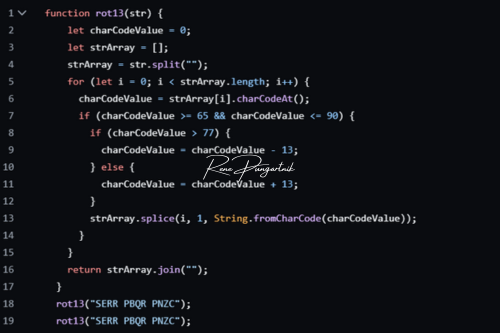 1 function rot13(str) {
2 let charCodeValue = 0;
3 let strArray = [];
4 strArray = str.split("");
5 for (let i = 0; i < strArray.length; i++) {
6 charCodeValue = strArray[i].charCodeAt();
7 if (charCodeValue >= 65 && charCodeValue <= 90) {
8 if (charCodeValue > 77) {
9 charCodeValue = charCodeValue - 13;
10 } else {
Rene Pungartnik
11 charCodeValue = charCodeValue + 13;
12 }
13 strArray.splice(i, 1, String.fromCharCode(charCodeValue));
14 }
15 }
16 return strArray.join("");
17 }
18 rot13("SERR PBQR PNZC");
19 rot13("SERR PBQR PNZC");